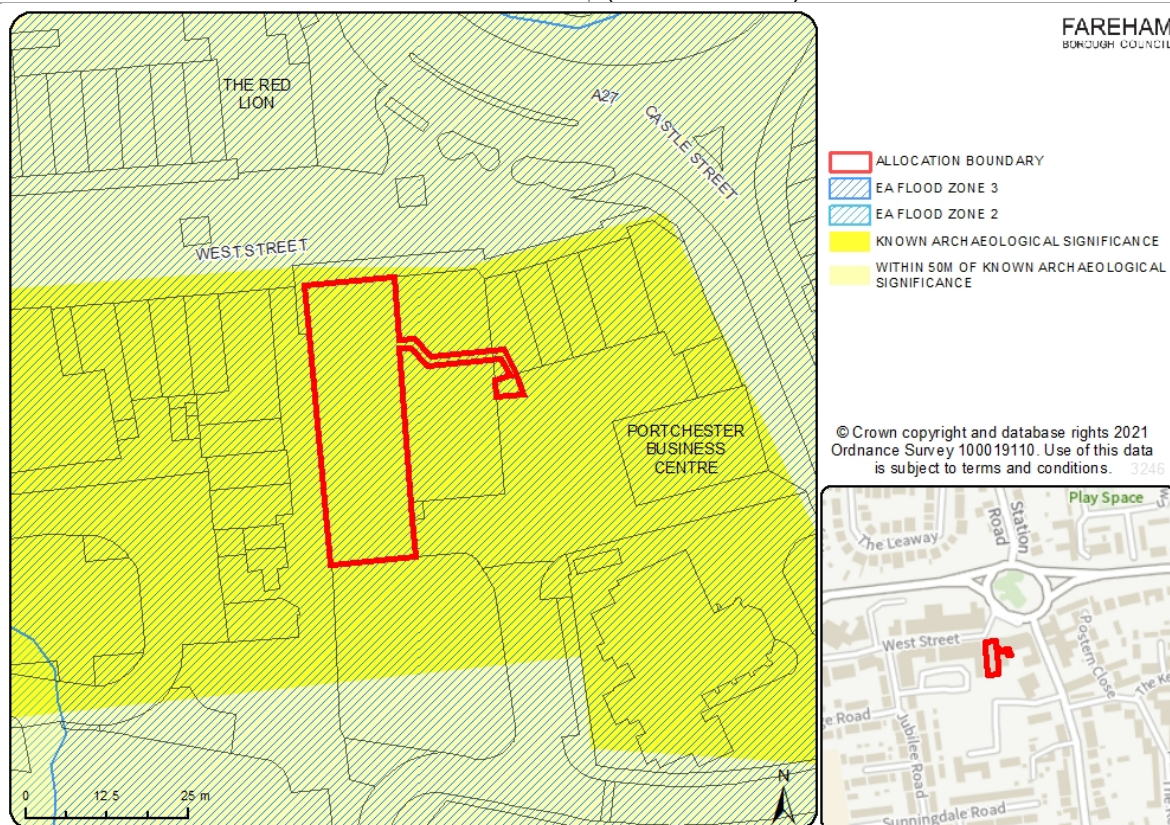 FAREHAM
BOROUGH COUNCIL
THE RED
LION
A27
CASTLE STREET
WEST STREET
PORTCHESTER
BUSINESS
CENTRE
0 12.5 25 m
N
ALLOCATION BOUNDARY
EA FLOOD ZONE 3
EA FLOOD ZONE 2
KNOWN ARCHAEOLOGICAL SIGNIFICANCE
WITHIN 50M OF KNOWN ARCHAEOLOGICAL
SIGNIFICANCE
© Crown copyright and database rights 2021
Ordnance Survey 100019110. Use of this data
is subject to terms and conditions. 3246
Play Space
Station
Road
The Leaway
West Street
Postern Close
The Ke
e Road
Jubilee Road
Sunningdale Road